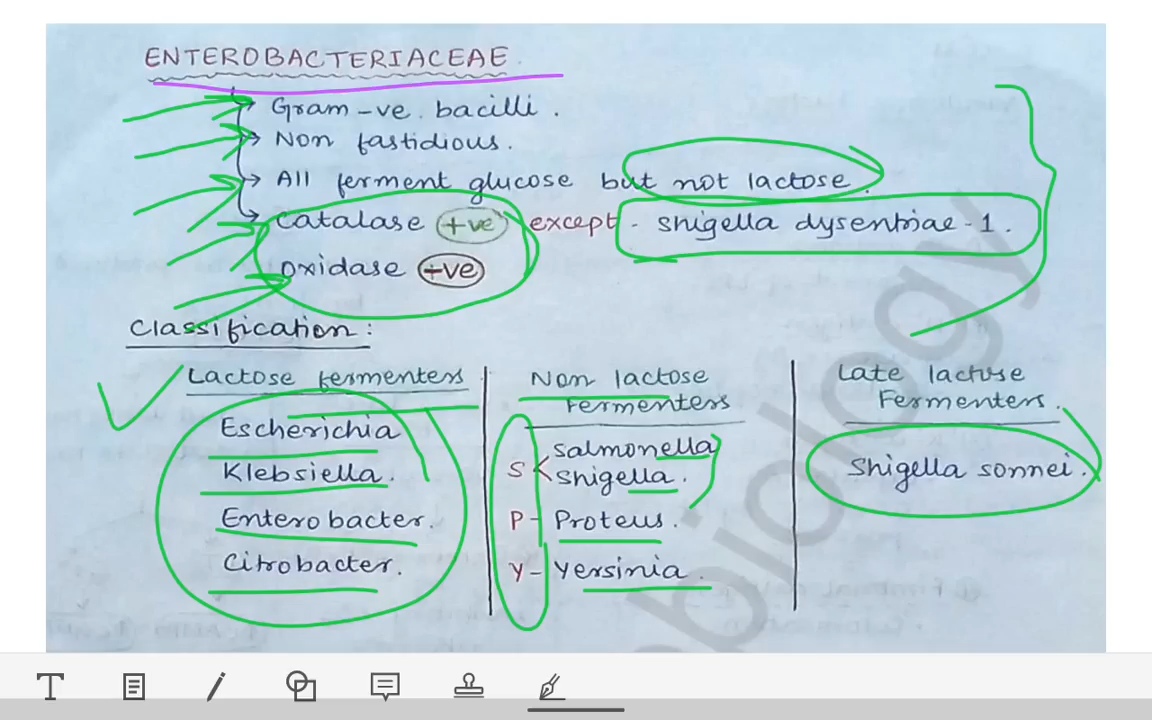 ENTEROBACTERIACEAE
Gram -ve bacilli.
Non fastidious.
All ferment glucose but not lactose.
Catalase +ve except - Shigella dysentriae -1.
Oxidase +ve
Classification:
Lactose fermenters
Escherichia
Klebsiella.
Enterobacter.
Citrobacter.
Non lactose
Fermenters
S
Salmonella
Shigella.
P - Proteus.
Y - Yersinia.
Late lactose
Fermenters.
Shigella sonnei.
T